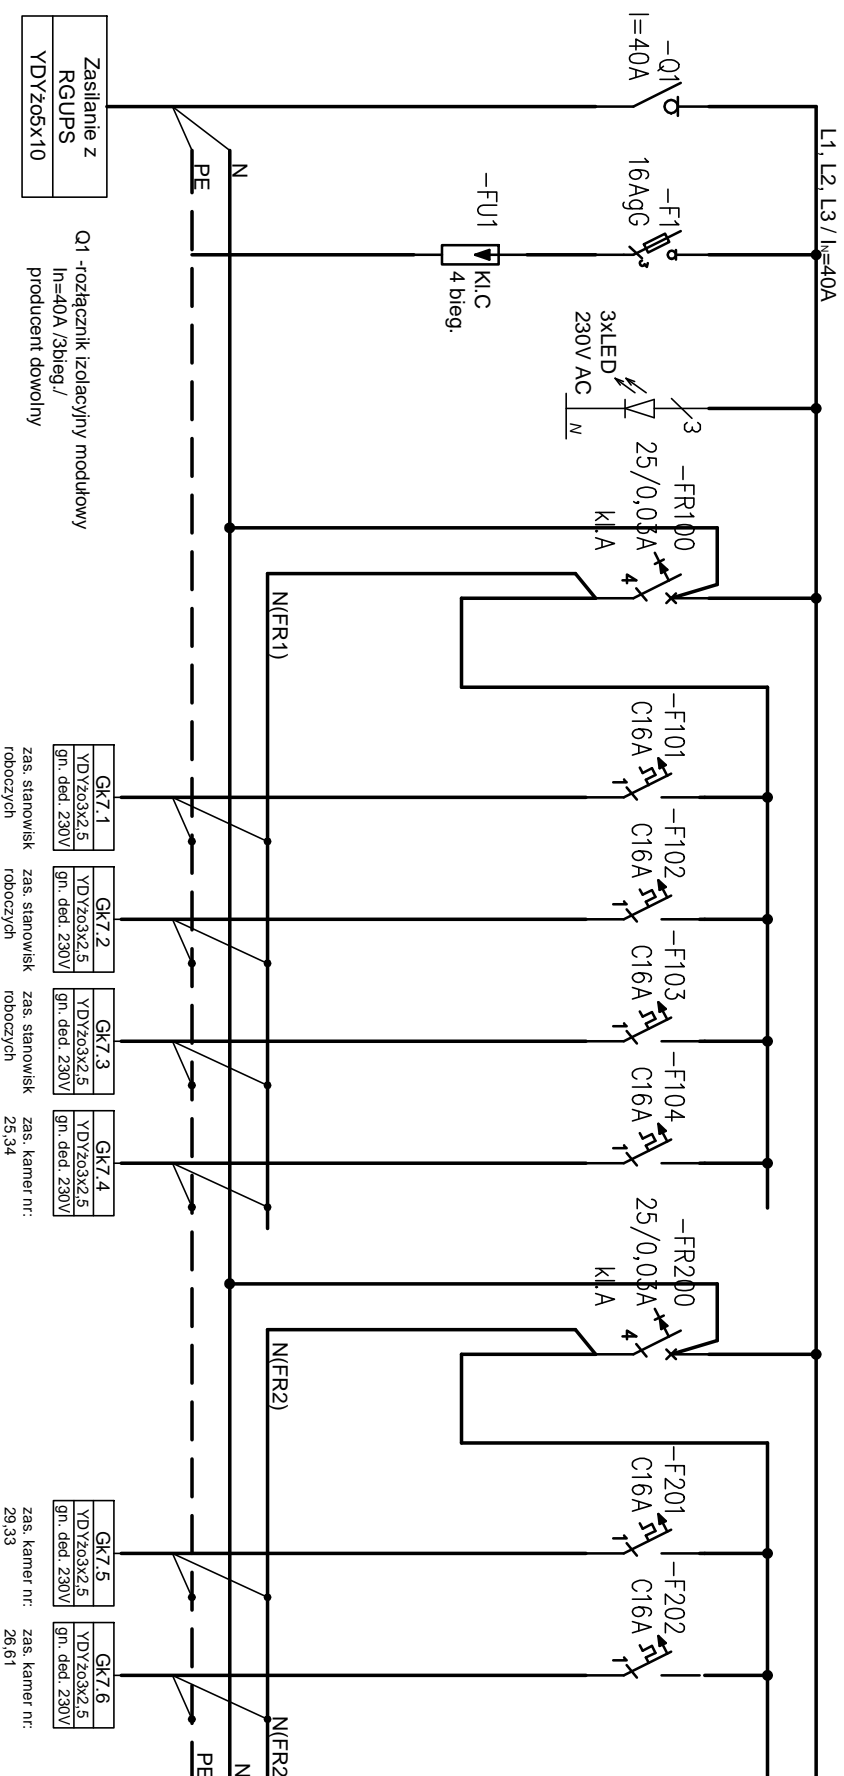 L1, L2, L3 / IN=40A
-Q1
I=40A
-F1
16AgG
-FU1
Kl.C
4 bieg.
3xLED
230V AC
3
N
Zasilanie z
RGUPS
YDYżo5x10
N
PE
Q1 -rozłącznik izolacyjny modułowy
In=40A /3bieg./
producent dowolny
-FR100
25/0,03A
kl.A
4
N(FR1)
-F101
C16A
1
-F102
C16A
1
-F103
C16A
1
-F104
C16A
1
-FR200
25/0,03A
kl.A
4
N(FR2)
-F201
C16A
1
-F202
C16A
1
N(FR2
N
PE
Gk7.1
YDYżo3x2,5
gn. ded. 230V
zas. stanowisk
roboczych
Gk7.2
YDYżo3x2,5
gn. ded. 230V
zas. stanowisk
roboczych
Gk7.3
YDYżo3x2,5
gn. ded. 230V
zas. stanowisk
roboczych
Gk7.4
YDYżo3x2,5
gn. ded. 230V
zas. kamer nr:
25,34
Gk7.5
YDYżo3x2,5
gn. ded. 230V
zas. kamer nr:
29,33
Gk7.6
YDYżo3x2,5
gn. ded. 230V
zas. kamer nr:
26,61